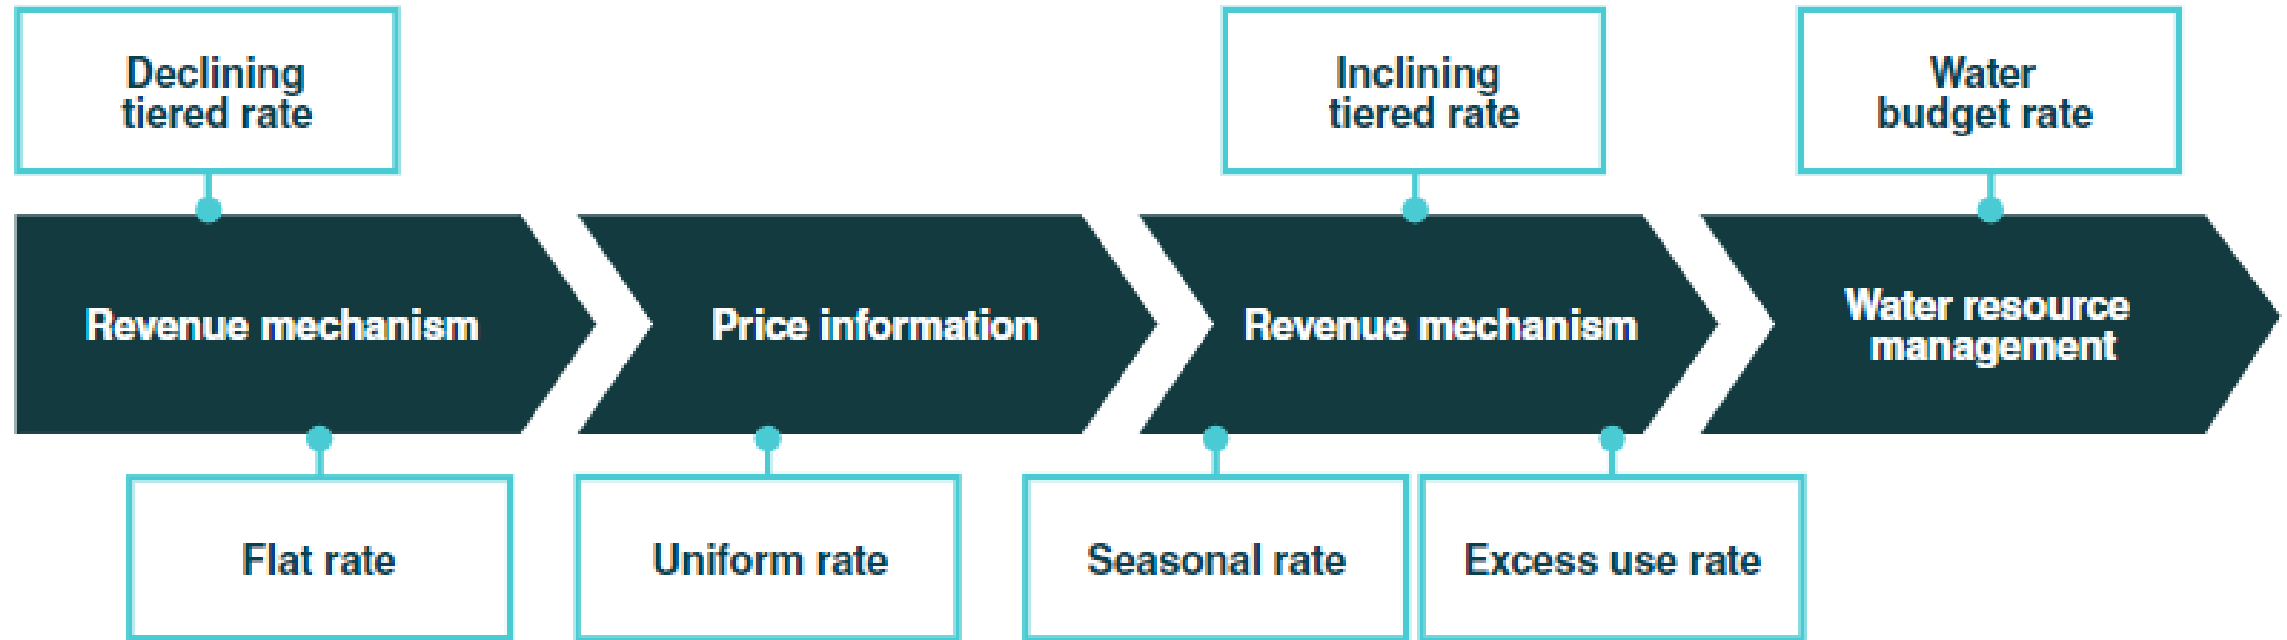 Declining
tiered rate
Inclining
tiered rate
Water
budget rate
Revenue mechanism
Price information
Revenue mechanism
Water resource
management
Flat rate
Uniform rate
Seasonal rate
Excess use rate